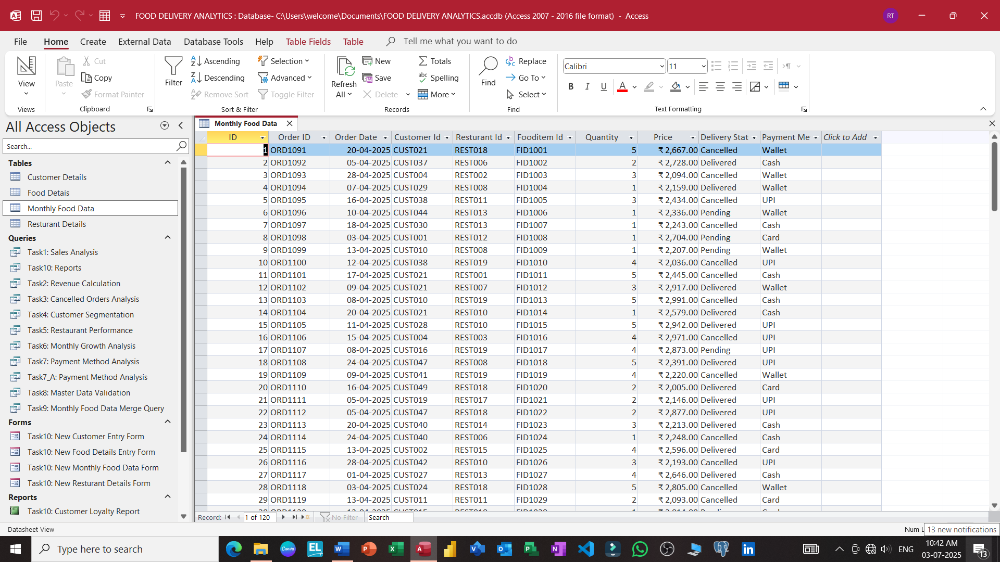 FOOD DELIVERY ANALYTICS : Database- C:\Users\welcome\Documents\FOOD DELIVERY ANALYTICS.accdb (Access 2007 - 2016 file format) - Access
RT
File Home Create External Data Database Tools Help Table Fields Table Tell me what you want to do
View
Views
Paste
Cut
Copy
Format Painter
Clipboard
Filter
Ascending
Descending
Remove Sort
Selection
Advanced
Toggle Filter
Sort & Filter
Refresh
All
New
Save
Delete
Totals
Spelling
More
Records
Find
Replace
Go To
Select
Find
Calibri 11
B I U A
Text Formatting
All Access Objects
Search...
Tables
Customer Details
Food Detais
Monthly Food Data
Resturant Details
Queries
Task1: Sales Analysis
Task10: Reports
Task2: Revenue Calculation
Task3: Cancelled Orders Analysis
Task4: Customer Segmentation
Task5: Restaurant Performance
Task6: Monthly Growth Analysis
Task7: Payment Method Analysis
Task7_A: Payment Method Analysis
Task8: Master Data Validation
Task9: Monthly Food Data Merge Query
Forms
Task10: New Customer Entry Form
Task10: New Food Details Entry Form
Task10: New Monthly Food Data Form
Task10: New Resturant Details Form
Reports
Task10: Customer Loyalty Report
Monthly Food Data
ID Order ID Order Date Customer Id Resturant Id Fooditem Id Quantity Price Delivery Stat Payment Me Click to Add
1 ORD1091 20-04-2025 CUST021 REST018 FID1001 5 ₹ 2,667.00 Cancelled Wallet
2 ORD1092 05-04-2025 CUST037 REST006 FID1002 2 ₹ 2,728.00 Delivered Cash
3 ORD1093 28-04-2025 CUST004 REST002 FID1003 3 ₹ 2,094.00 Cancelled Wallet
4 ORD1094 07-04-2025 CUST029 REST008 FID1004 1 ₹ 2,159.00 Delivered Wallet
5 ORD1095 16-04-2025 CUST038 REST011 FID1005 3 ₹ 2,434.00 Cancelled UPI
6 ORD1096 10-04-2025 CUST044 REST013 FID1006 1 ₹ 2,336.00 Pending Wallet
7 ORD1097 18-04-2025 CUST030 REST013 FID1007 1 ₹ 2,243.00 Cancelled Cash
8 ORD1098 03-04-2025 CUST001 REST012 FID1008 1 ₹ 2,704.00 Pending Card
9 ORD1099 13-04-2025 CUST010 REST008 FID1009 1 ₹ 2,207.00 Pending Wallet
10 ORD1100 12-04-2025 CUST038 REST019 FID1010 4 ₹ 2,036.00 Cancelled UPI
11 ORD1101 17-04-2025 CUST021 REST001 FID1011 5 ₹ 2,445.00 Cancelled Cash
12 ORD1102 09-04-2025 CUST021 REST007 FID1012 3 ₹ 2,917.00 Delivered Wallet
13 ORD1103 08-04-2025 CUST010 REST019 FID1013 5 ₹ 2,991.00 Cancelled Cash
14 ORD1104 20-04-2025 CUST021 REST010 FID1014 1 ₹ 2,579.00 Delivered Cash
15 ORD1105 11-04-2025 CUST028 REST010 FID1015 5 ₹ 2,942.00 Delivered UPI
16 ORD1106 15-04-2025 CUST004 REST003 FID1016 4 ₹ 2,971.00 Cancelled UPI
17 ORD1107 08-04-2025 CUST016 REST019 FID1017 4 ₹ 2,873.00 Pending UPI
18 ORD1108 24-04-2025 CUST047 REST008 FID1018 5 ₹ 2,391.00 Delivered UPI
19 ORD1109 09-04-2025 CUST041 REST019 FID1019 4 ₹ 2,220.00 Cancelled Wallet
20 ORD1110 16-04-2025 CUST049 REST018 FID1020 2 ₹ 2,005.00 Delivered Card
21 ORD1111 05-04-2025 CUST019 REST017 FID1021 2 ₹ 2,146.00 Delivered UPI
22 ORD1112 05-04-2025 CUST047 REST018 FID1022 2 ₹ 2,877.00 Delivered UPI
23 ORD1113 20-04-2025 CUST040 REST014 FID1023 3 ₹ 2,213.00 Delivered Cash
24 ORD1114 24-04-2025 CUST040 REST006 FID1024 1 ₹ 2,248.00 Cancelled Cash
25 ORD1115 13-04-2025 CUST002 REST015 FID1025 4 ₹ 2,596.00 Delivered Card
26 ORD1116 28-04-2025 CUST042 REST010 FID1026 3 ₹ 2,193.00 Cancelled UPI
27 ORD1117 01-04-2025 CUST027 REST013 FID1027 4 ₹ 2,646.00 Delivered Cash
28 ORD1118 03-04-2025 CUST024 REST018 FID1028 5 ₹ 2,805.00 Cancelled Wallet
29 ORD1119 13-04-2025 CUST011 REST011 FID1029 2 ₹ 2,093.00 Cancelled Card
Record: 1 of 120 No Filter Search
Datasheet View
Num L
13 new notifications
Type here to search
ENG
10:42 AM
03-07-2025
13